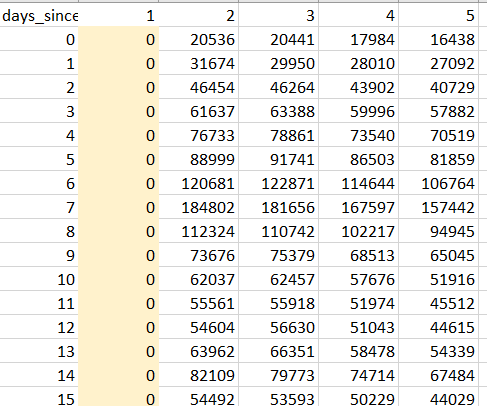 days_since 1 2 3 4 5
0 0 20536 20441 17984 16438
1 0 31674 29950 28010 27092
2 0 46454 46264 43902 40729
3 0 61637 63388 59996 57882
4 0 76733 78861 73540 70519
5 0 88999 91741 86503 81859
6 0 120681 122871 114644 106764
7 0 184802 181656 167597 157442
8 0 112324 110742 102217 94945
9 0 73676 75379 68513 65045
10 0 62037 62457 57676 51916
11 0 55561 55918 51974 45512
12 0 54604 56630 51043 44615
13 0 63962 66351 58478 54339
14 0 82109 79773 74714 67484
15 0 54492 53593 50229 44029